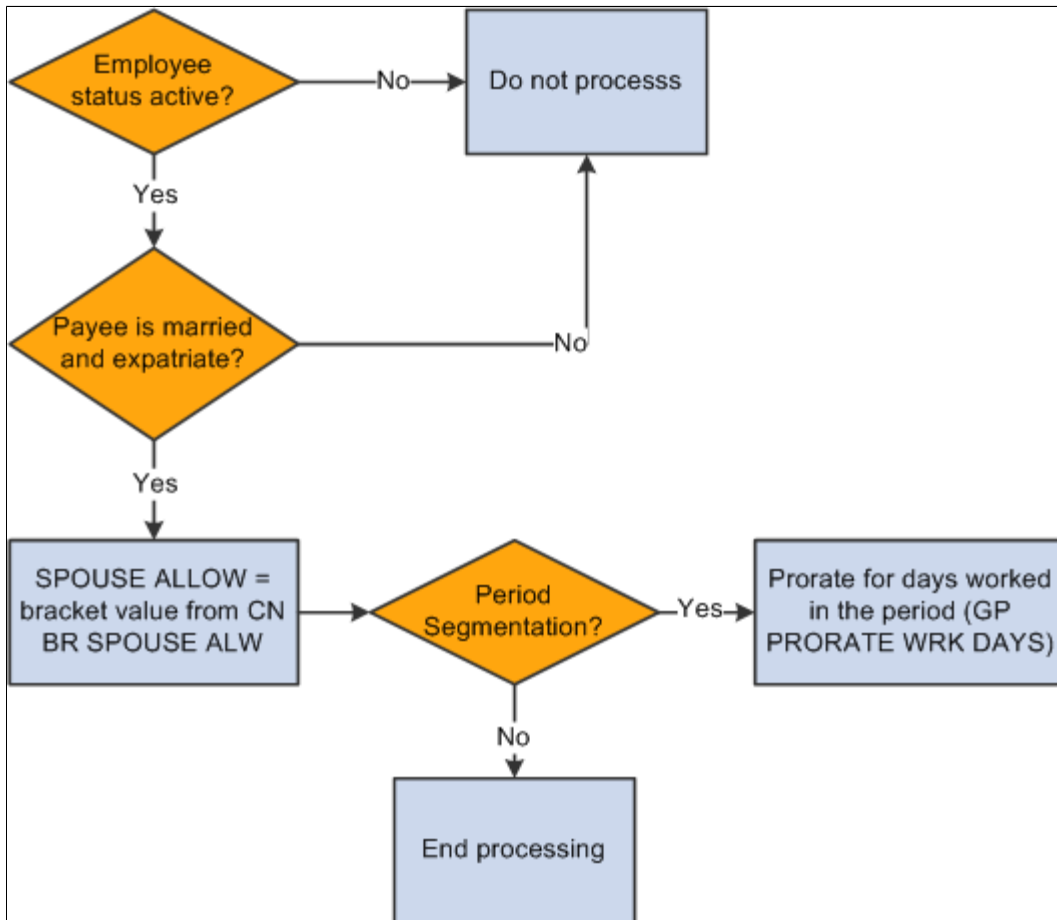 Employee
status active?
No
Do not processs
Yes
Payee is married
and expatriate?
No
Yes
SPOUSE ALLOW =
bracket value from CN
BR SPOUSE ALW
Period
Segmentation?
Yes
Prorate for days worked
in the period (GP
PRORATE WRK DAYS)
No
End processing